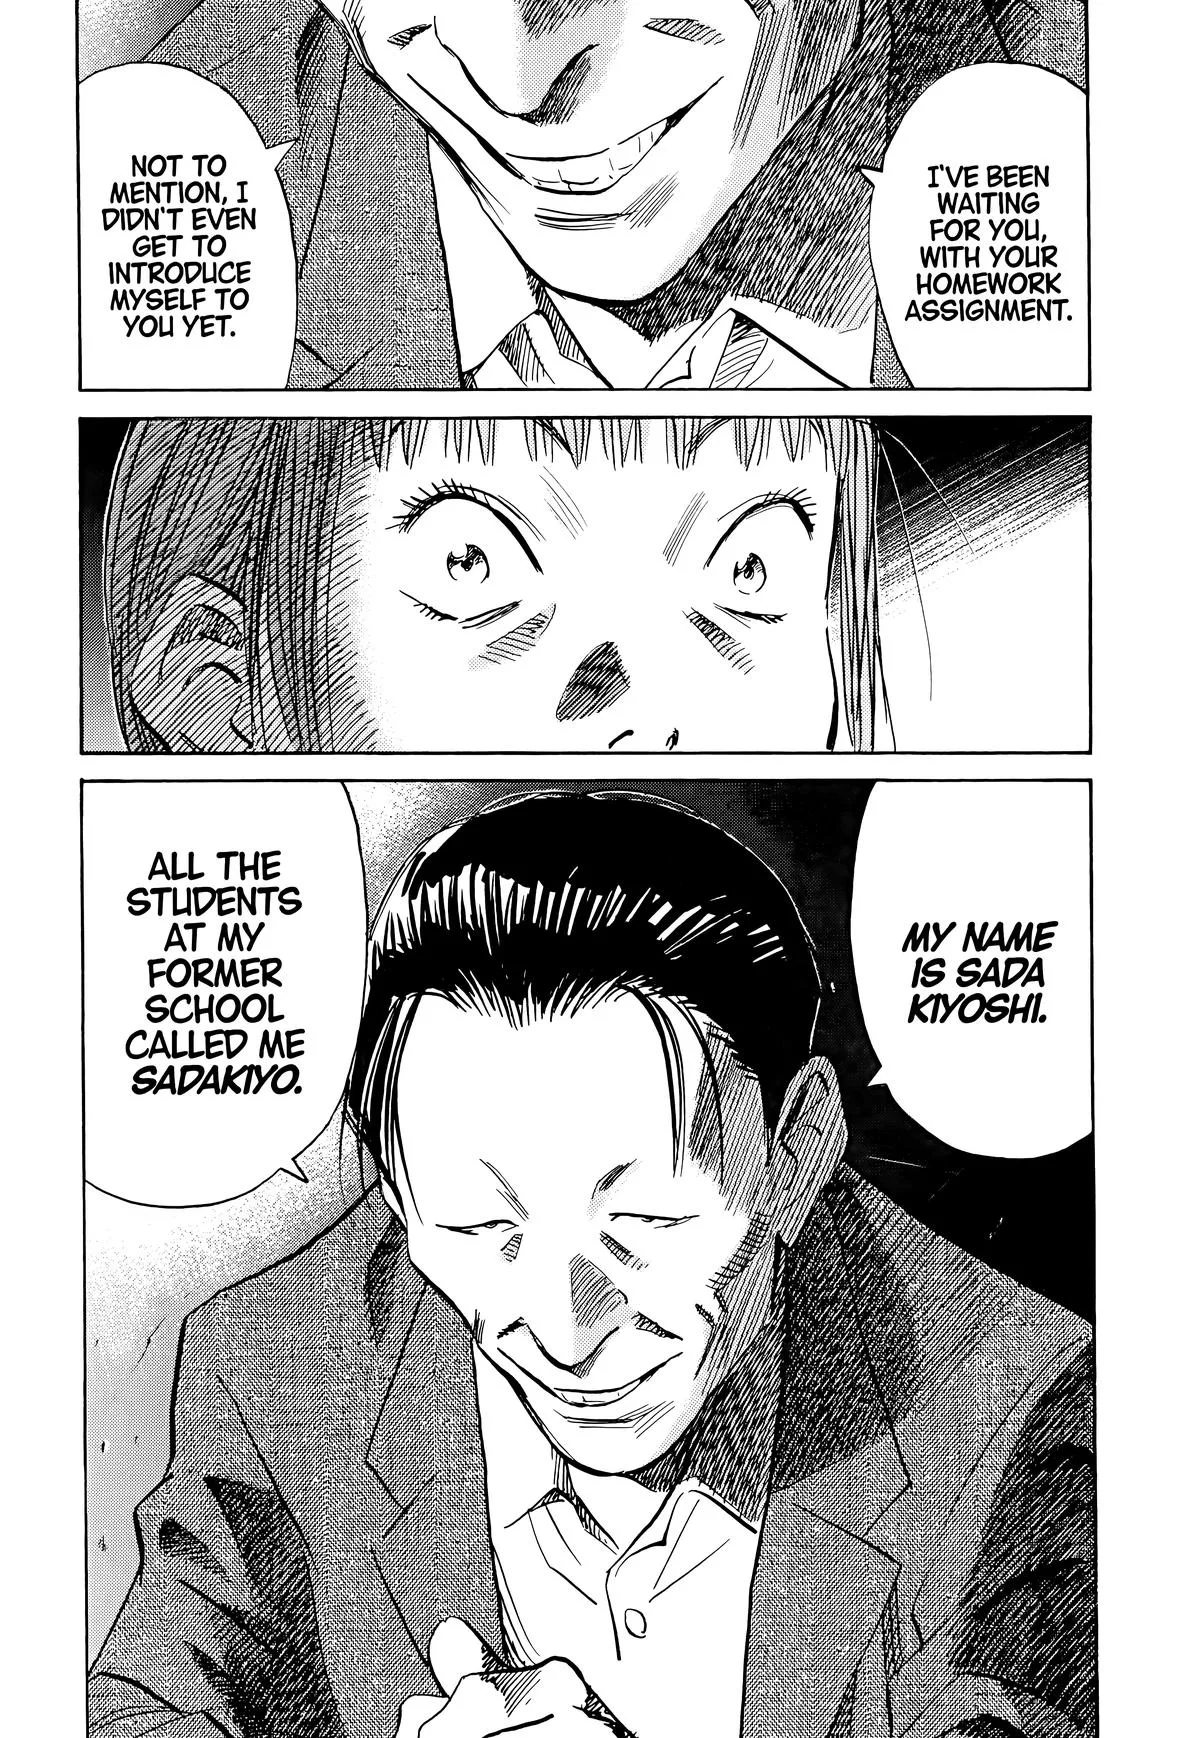 I'VE BEEN
WAITING
FOR YOU,
WITH YOUR
HOMEWORK
ASSIGNMENT.
NOT TO
MENTION, I
DIDN'T EVEN
GET TO
INTRODUCE
MYSELF TO
YOU YET.
MY NAME
IS SADA
KIYOSHI.
ALL THE
STUDENTS
AT MY
FORMER
SCHOOL
CALLED ME
SADAKIYO.